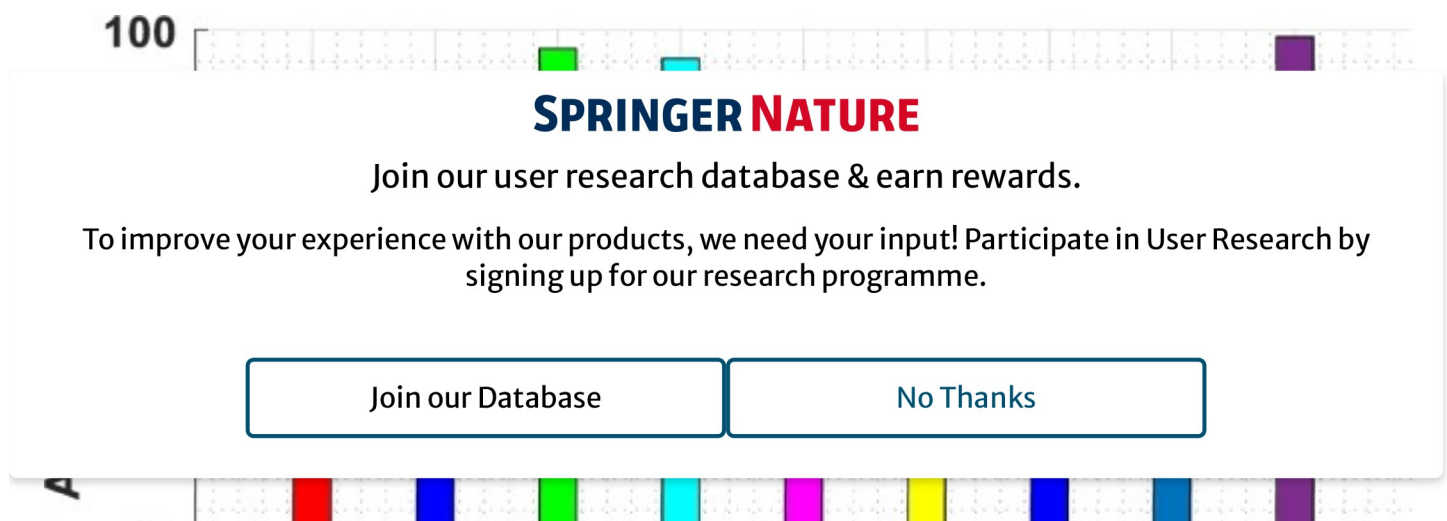 100
SPRINGER NATURE
Join our user research database & earn rewards.
To improve your experience with our products, we need your input! Participate in User Research by
signing up for our research programme.
Join our Database
No Thanks